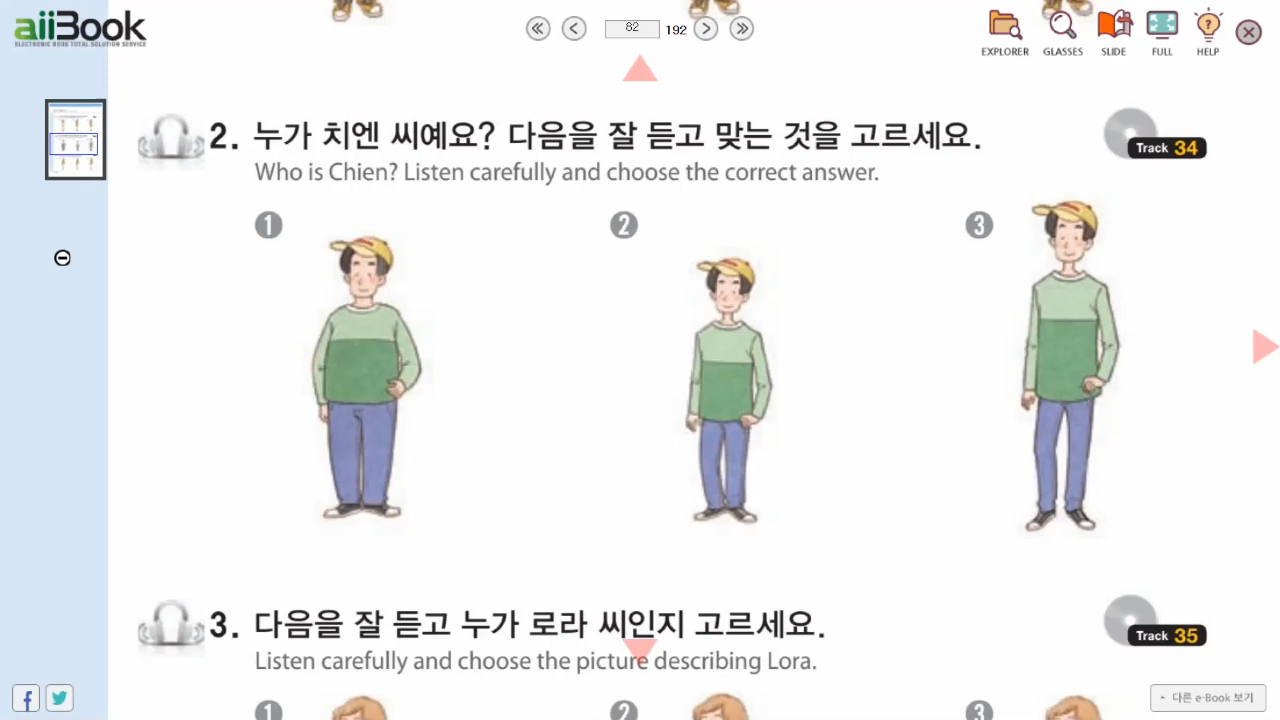 aiiBook
ELECTRONIC BOOK TOTAL SOLUTION SERVICE
82 192
EXPLORER GLASSES SLIDE FULL HELP
2. 누가 치엔 씨예요? 다음을 잘 듣고 맞는 것을 고르세요.
Track 34
Who is Chien? Listen carefully and choose the correct answer.
1 2 3
3. 다음을 잘 듣고 누가 로라 씨인지 고르세요.
Track 35
Listen carefully and choose the picture describing Lora.
1 2 3
다른 e-Book 보기